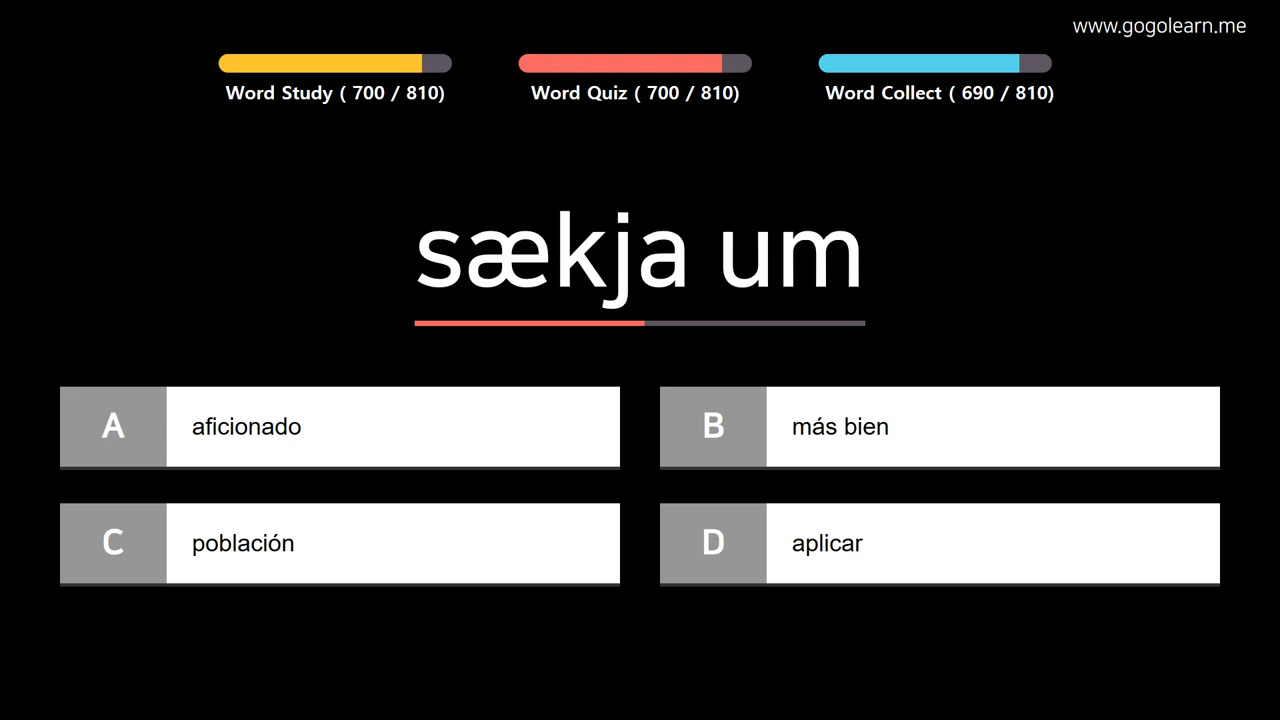 www.gogolearn.me
Word Study ( 700 / 810)
Word Quiz ( 700 / 810)
Word Collect ( 690 / 810)
sækja um
A
aficionado
B
más bien
C
población
D
aplicar